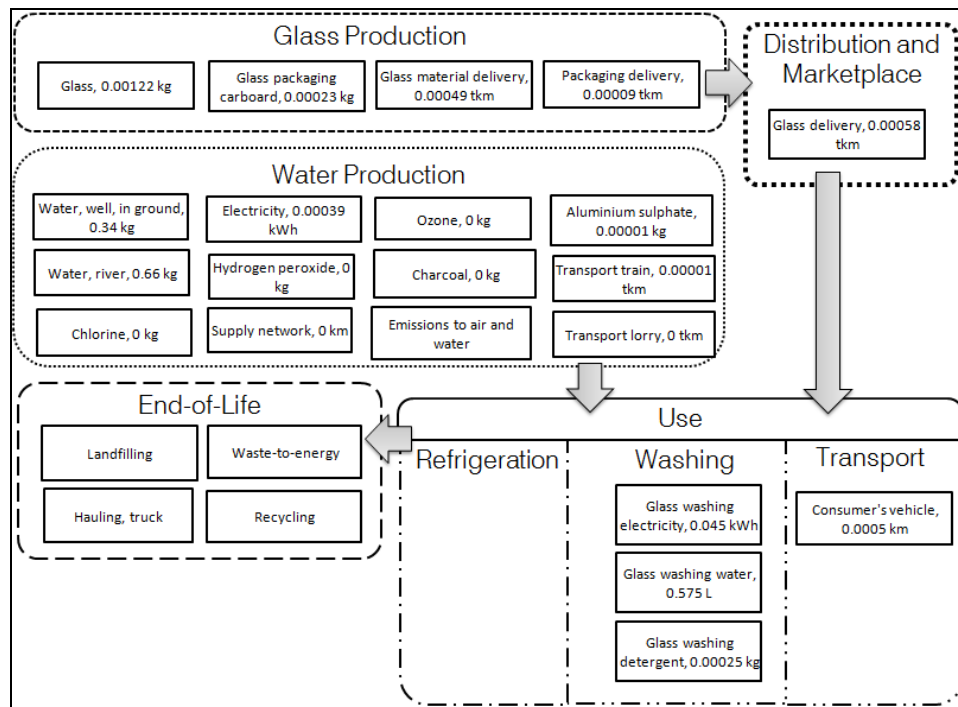 Glass Production
Glass, 0.00122 kg
Glass packaging
carboard, 0.00023 kg
Glass material delivery,
0.00049 tkm
Packaging delivery,
0.00009 tkm
Distribution and
Marketplace
Glass delivery, 0.00058
tkm
Water Production
Water, well, in ground,
0.34 kg
Electricity, 0.00039
kWh
Ozone, 0 kg
Aluminium sulphate,
0.00001 kg
Water, river, 0.66 kg
Hydrogen peroxide, 0
kg
Charcoal, 0 kg
Transport train, 0.00001
tkm
Chlorine, 0 kg
Supply network, 0 km
Emissions to air and
water
Transport lorry, 0 tkm
End-of-Life
Landfilling
Waste-to-energy
Hauling, truck
Recycling
Use
Refrigeration
Washing
Glass washing
electricity, 0.045 kWh
Glass washing water,
0.575 L
Glass washing
detergent, 0.00025 kg
Transport
Consumer's vehicle,
0.0005 km